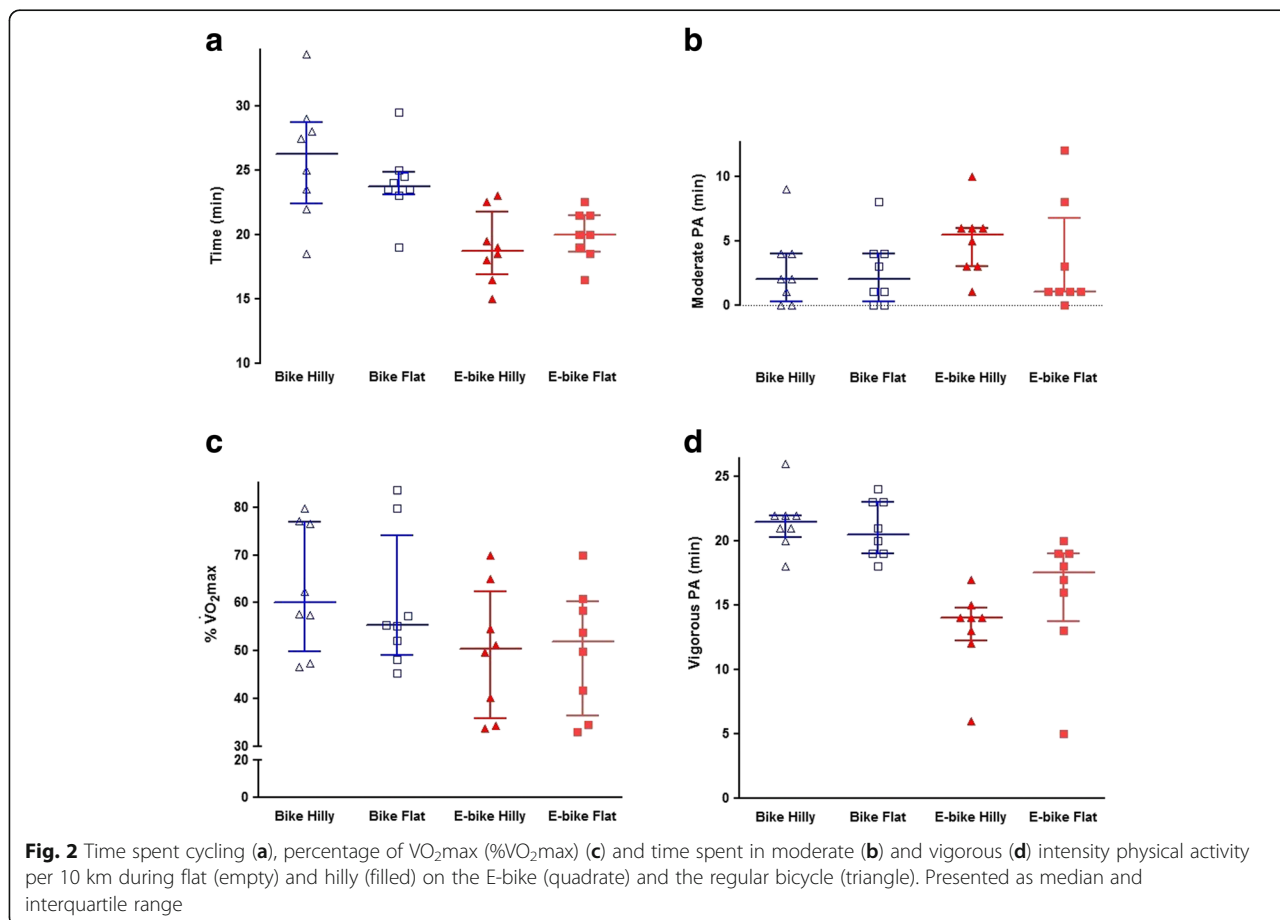 a
b
Time (min)
30
25
20
15
10
Bike Hilly Bike Flat E-bike Hilly E-bike Flat
Moderate PA (min)
10
5
0
Bike Hilly Bike Flat E-bike Hilly E-bike Flat
c
d
% V̇O₂max
80
70
60
50
40
30
20
0
Bike Hilly Bike Flat E-bike Hilly E-bike Flat
Vigorous PA (min)
25
20
15
10
5
0
Bike Hilly Bike Flat E-bike Hilly E-bike Flat
Fig. 2 Time spent cycling (a), percentage of VO₂max (%VO₂max) (c) and time spent in moderate (b) and vigorous (d) intensity physical activity
per 10 km during flat (empty) and hilly (filled) on the E-bike (quadrate) and the regular bicycle (triangle). Presented as median and
interquartile range